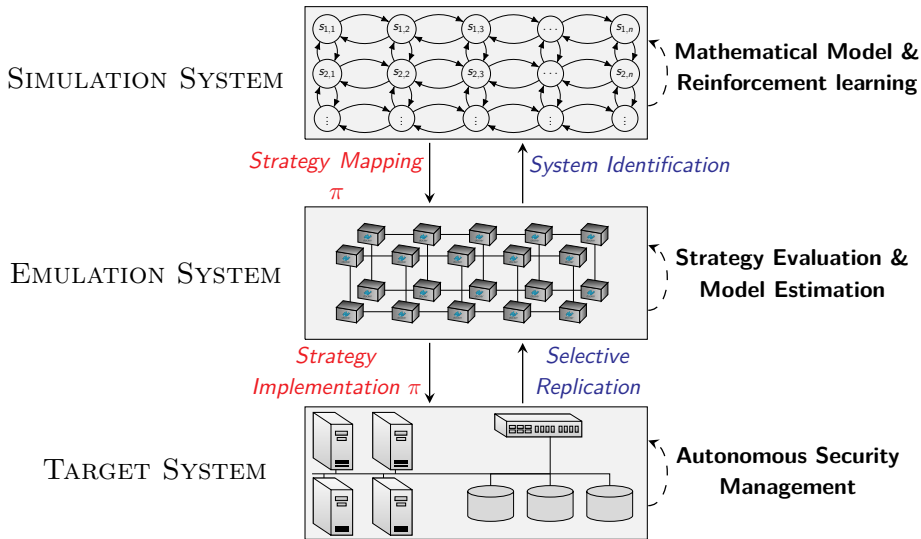 s1,1 s1,2 s1,3 ··· s1,n
SIMULATION SYSTEM
Mathematical Model &
Reinforcement learning
s2,1 s2,2 s2,3 ··· s2,n
⋮ ⋮ ⋮ ⋮ ⋮
Strategy Mapping
π
System Identification
EMULATION SYSTEM
Strategy Evaluation &
Model Estimation
Strategy
Implementation π
Selective
Replication
TARGET SYSTEM
Autonomous Security
Management